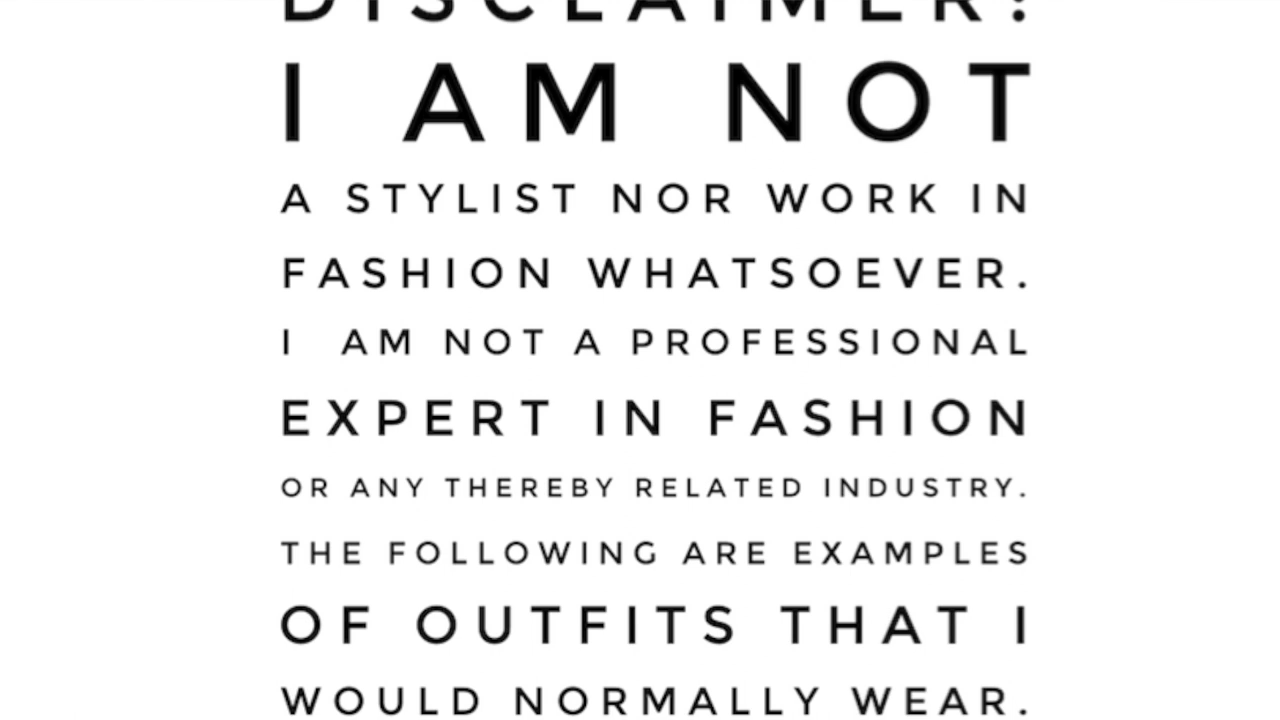 DISCLAIMER:
I AM NOT
A STYLIST NOR WORK IN
FASHION WHATSOEVER.
I AM NOT A PROFESSIONAL
EXPERT IN FASHION
OR ANY THEREBY RELATED INDUSTRY.
THE FOLLOWING ARE EXAMPLES
OF OUTFITS THAT I
WOULD NORMALLY WEAR.